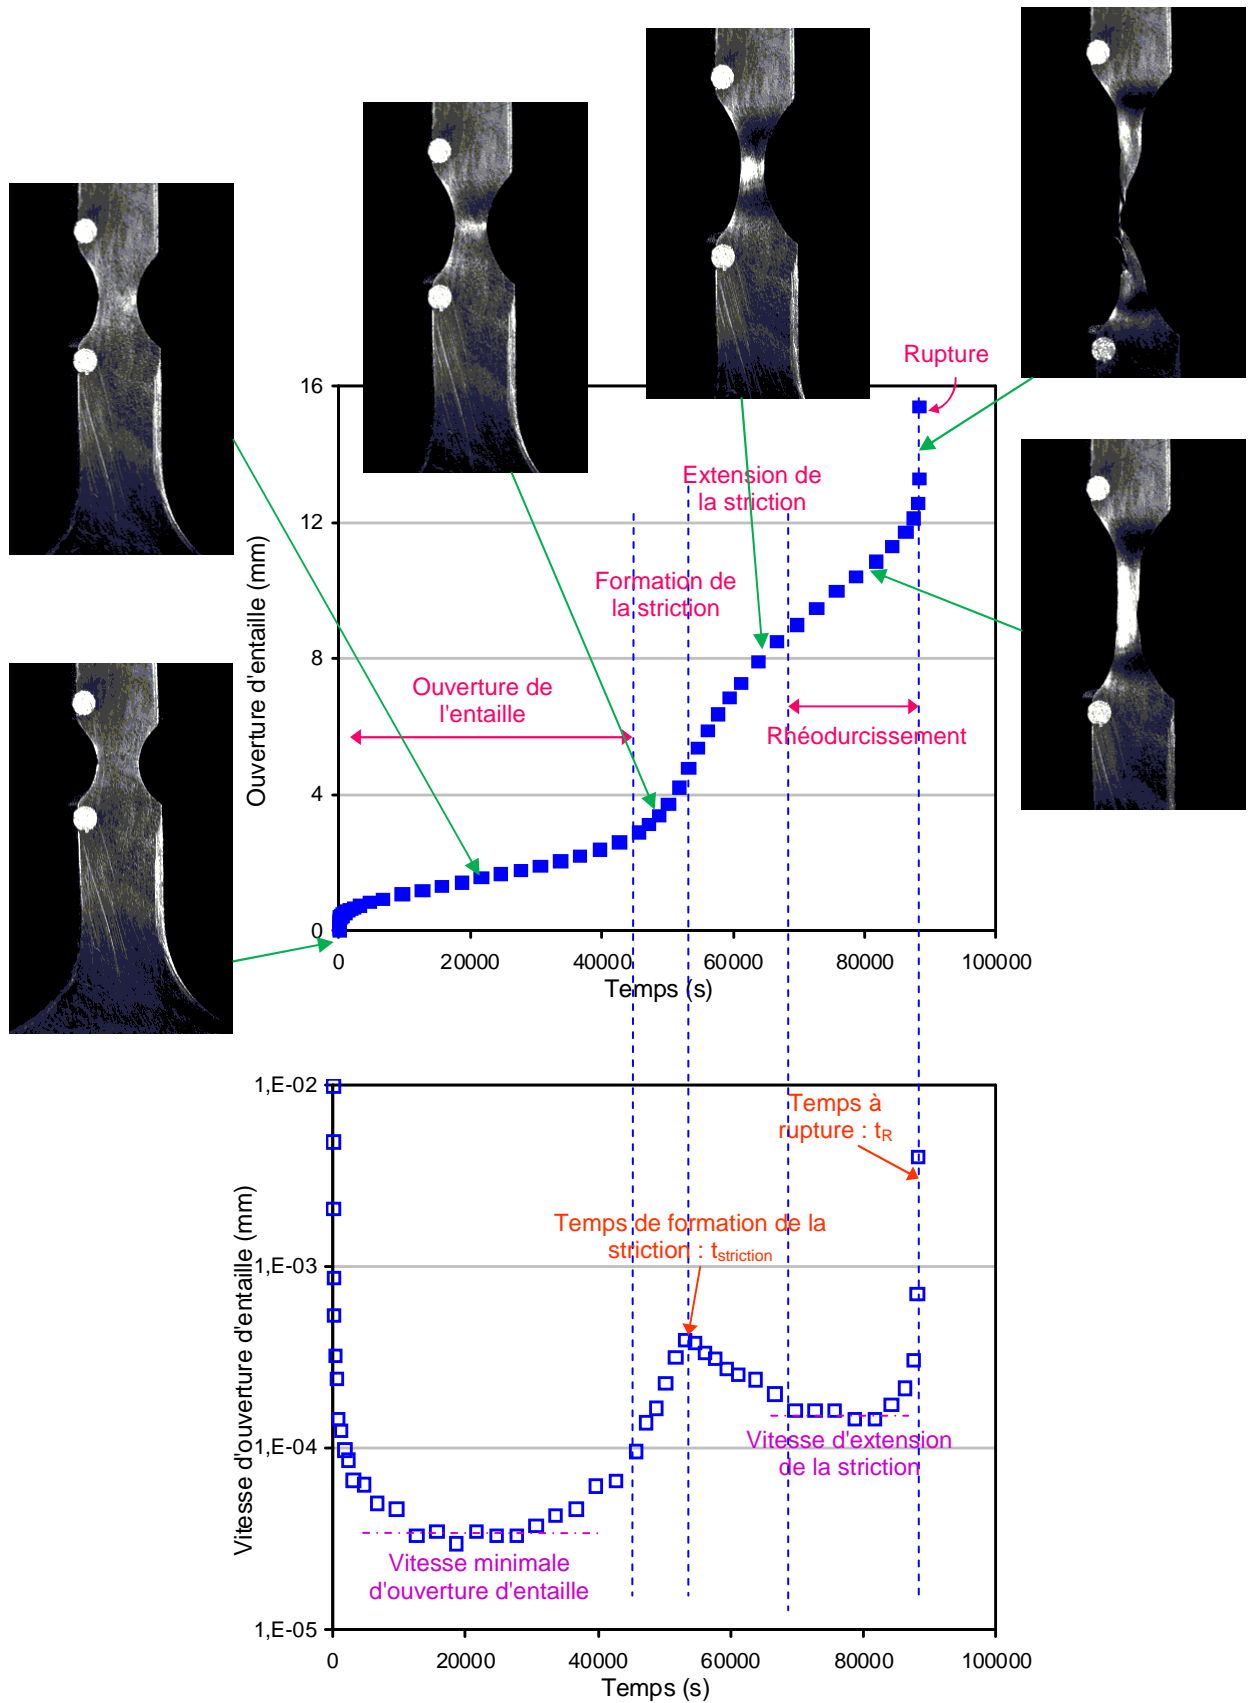 Rupture
16
Extension de
la striction
12
Formation de
la striction
Ouverture d'entaille (mm)
8
Ouverture de
l'entaille
Rhéodurcissement
4
0
0 20000 40000 60000 80000 100000
Temps (s)
1,E-02
Temps à
rupture : tR
Vitesse d'ouverture d'entaille (mm)
Temps de formation de la
striction : tstriction
1,E-03
Vitesse d'extension
de la striction
1,E-04
Vitesse minimale
d'ouverture d'entaille
1,E-05
0 20000 40000 60000 80000 100000
Temps (s)